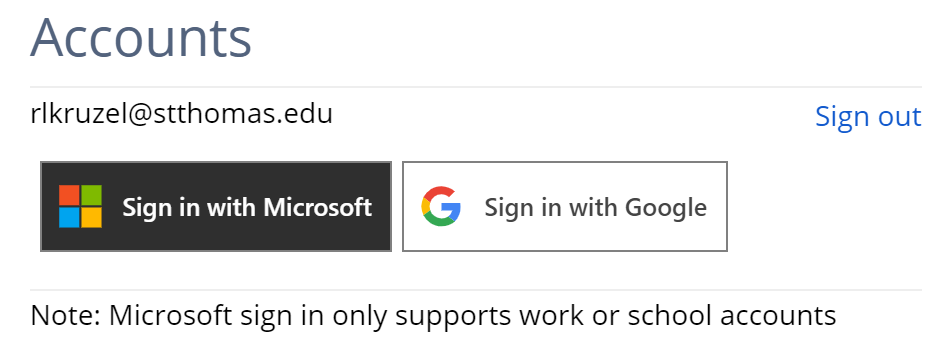 Accounts
rlkruzel@stthomas.edu
Sign out
Sign in with Microsoft
Sign in with Google
Note: Microsoft sign in only supports work or school accounts